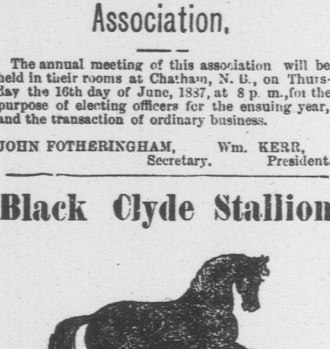 Association.
The annual meeting of this association will be
held in their rooms at Chatham, N. B., on Thurs-
day the 16th day of June, 1887, at 8 p. m., for the
purpose of electing officers for the ensuing year,
and the transaction of ordinary business.
JOHN FOTHERINGHAM, Wm. KERR,
Secretary. President.
Black Clyde Stallion